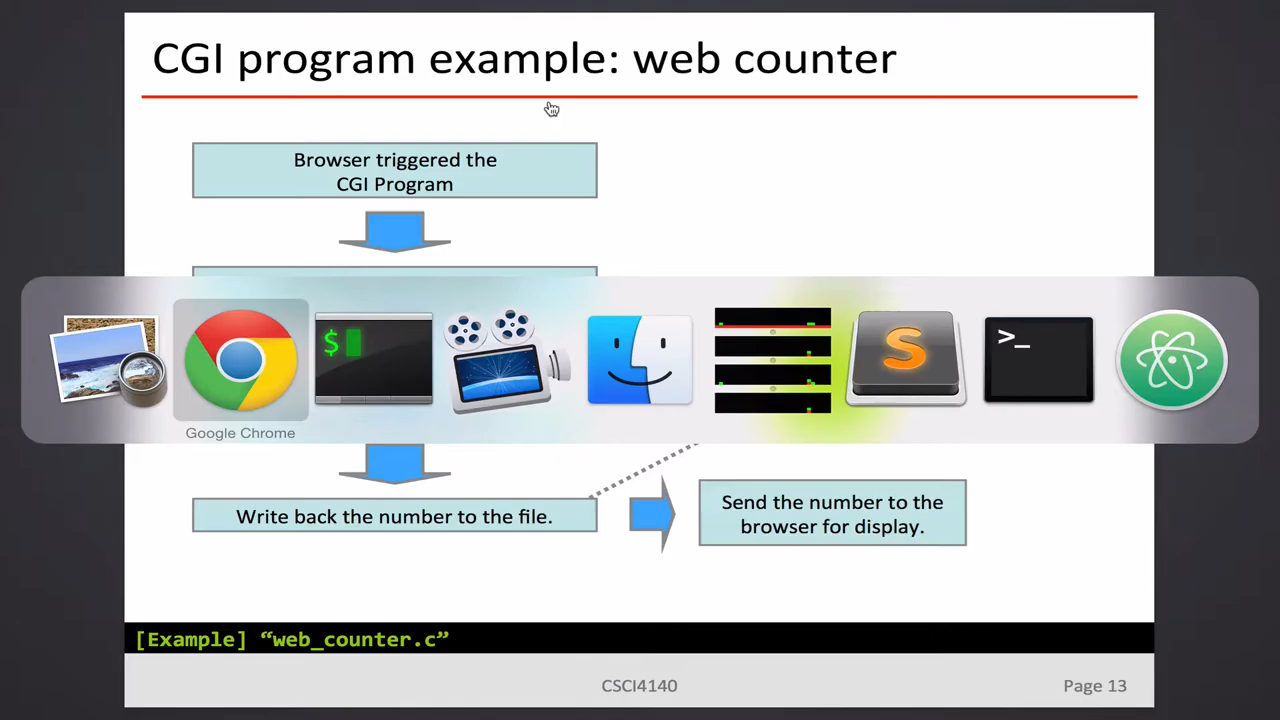 CGI program example: web counter
Browser triggered the
CGI Program
$
S
>_
Google Chrome
Write back the number to the file.
Send the number to the
browser for display.
[Example] “web_counter.c”
CSCI4140
Page 13